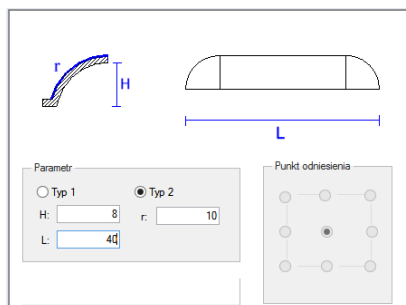 r
H
L
Parametr
Typ 1
Typ 2
H: 8
r: 10
L: 40
Punkt odniesienia